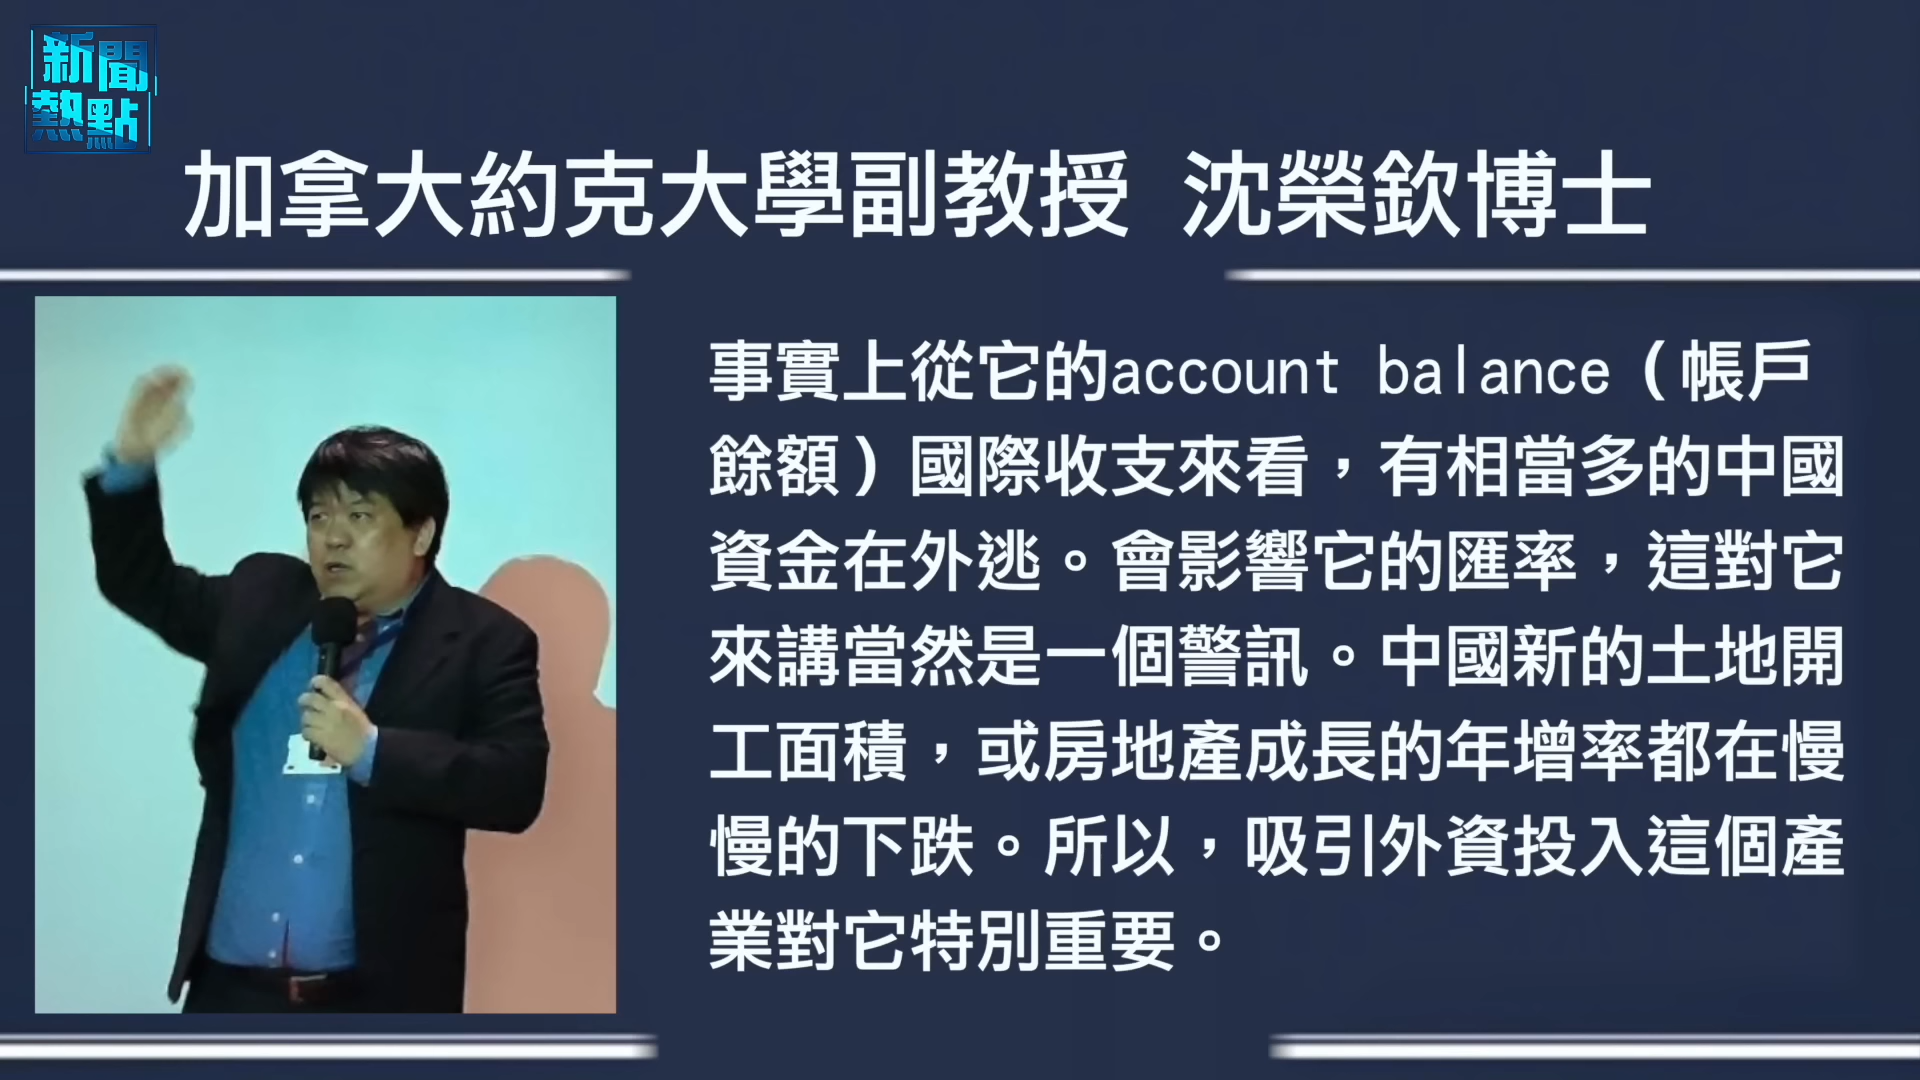 新聞
熱點
加拿大約克大學副教授 沈榮欽博士
事實上從它的account balance（帳戶
餘額）國際收支來看，有相當多的中國
資金在外逃。會影響它的匯率，這對它
來講當然是一個警訊。中國新的土地開
工面積，或房地產成長的年增率都在慢
慢的下跌。所以，吸引外資投入這個產
業對它特別重要。